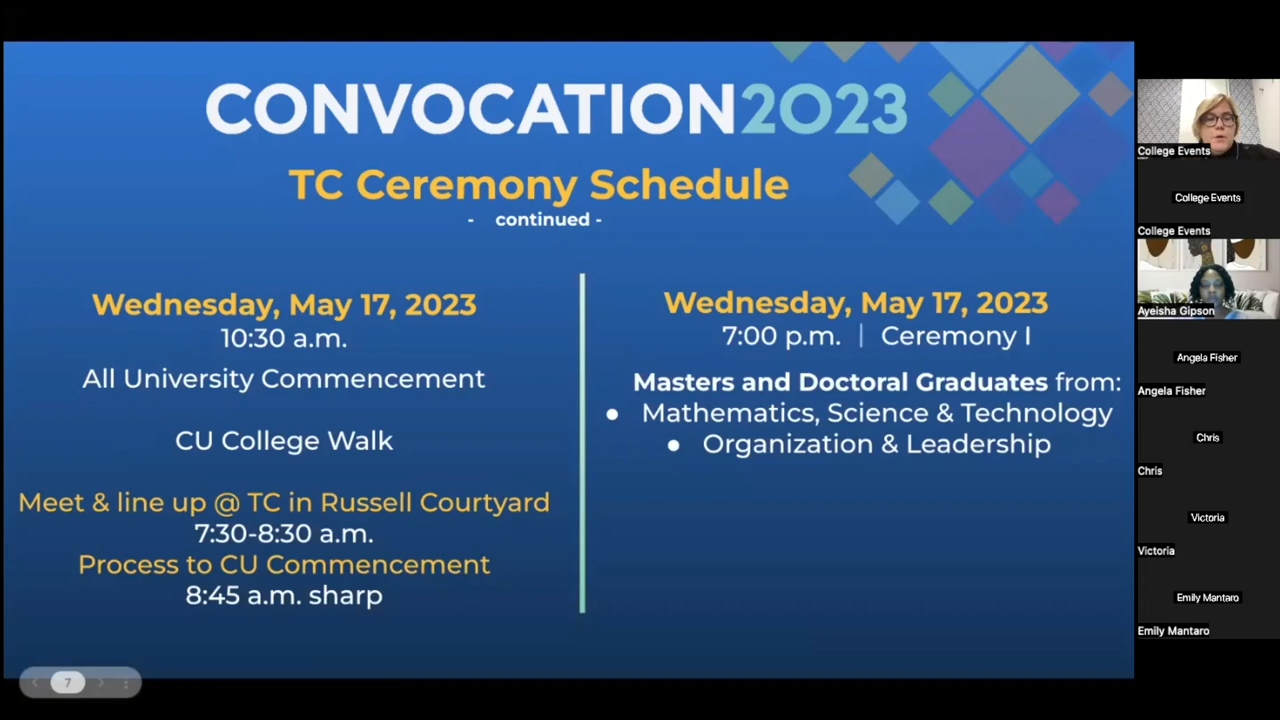 CONVOCATION2023
TC Ceremony Schedule
- continued -
Wednesday, May 17, 2023
10:30 a.m.
All University Commencement
CU College Walk
Meet & line up @ TC in Russell Courtyard
7:30-8:30 a.m.
Process to CU Commencement
8:45 a.m. sharp
Wednesday, May 17, 2023
7:00 p.m. | Ceremony I
Masters and Doctoral Graduates from:
● Mathematics, Science & Technology
● Organization & Leadership
7
College Events
College Events
College Events
Ayeisha Gipson
Angela Fisher
Angela Fisher
Chris
Chris
Victoria
Victoria
Emily Mantaro
Emily Mantaro